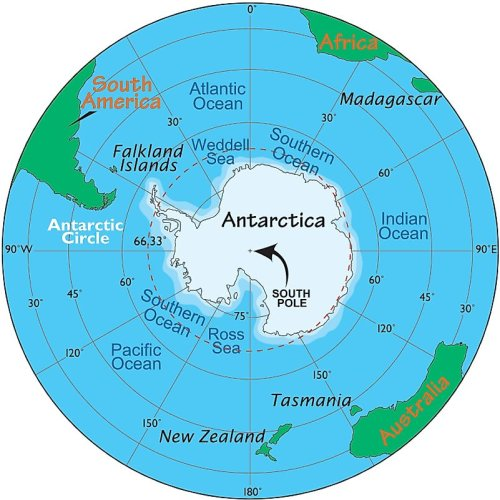 0°
Africa
South
America
Atlantic
Ocean
Madagascar
30°
30°
Falkland
Islands
Weddell
Sea
Southern
Ocean
60°
60°
Antarctic
Circle
66,33°
Antarctica
Indian
Ocean
90°W
90°E
SOUTH
POLE
30°
45°
75°
60°
45°
30°
Southern
Ocean
Ross
Sea
120°
120°
Pacific
Ocean
Tasmania
Australia
150°
150°
New Zealand
180°